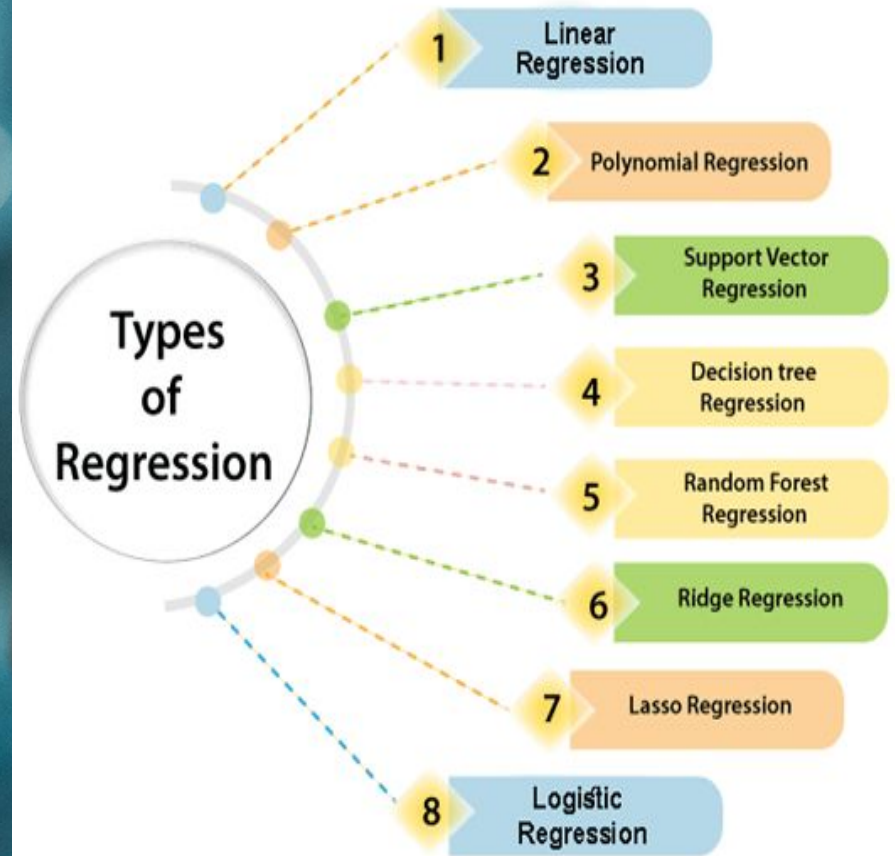 Types
of
Regression
1
Linear
Regression
2
Polynomial Regression
3
Support Vector
Regression
4
Decision tree
Regression
5
Random Forest
Regression
6
Ridge Regression
7
Lasso Regression
8
Logistic
Regression